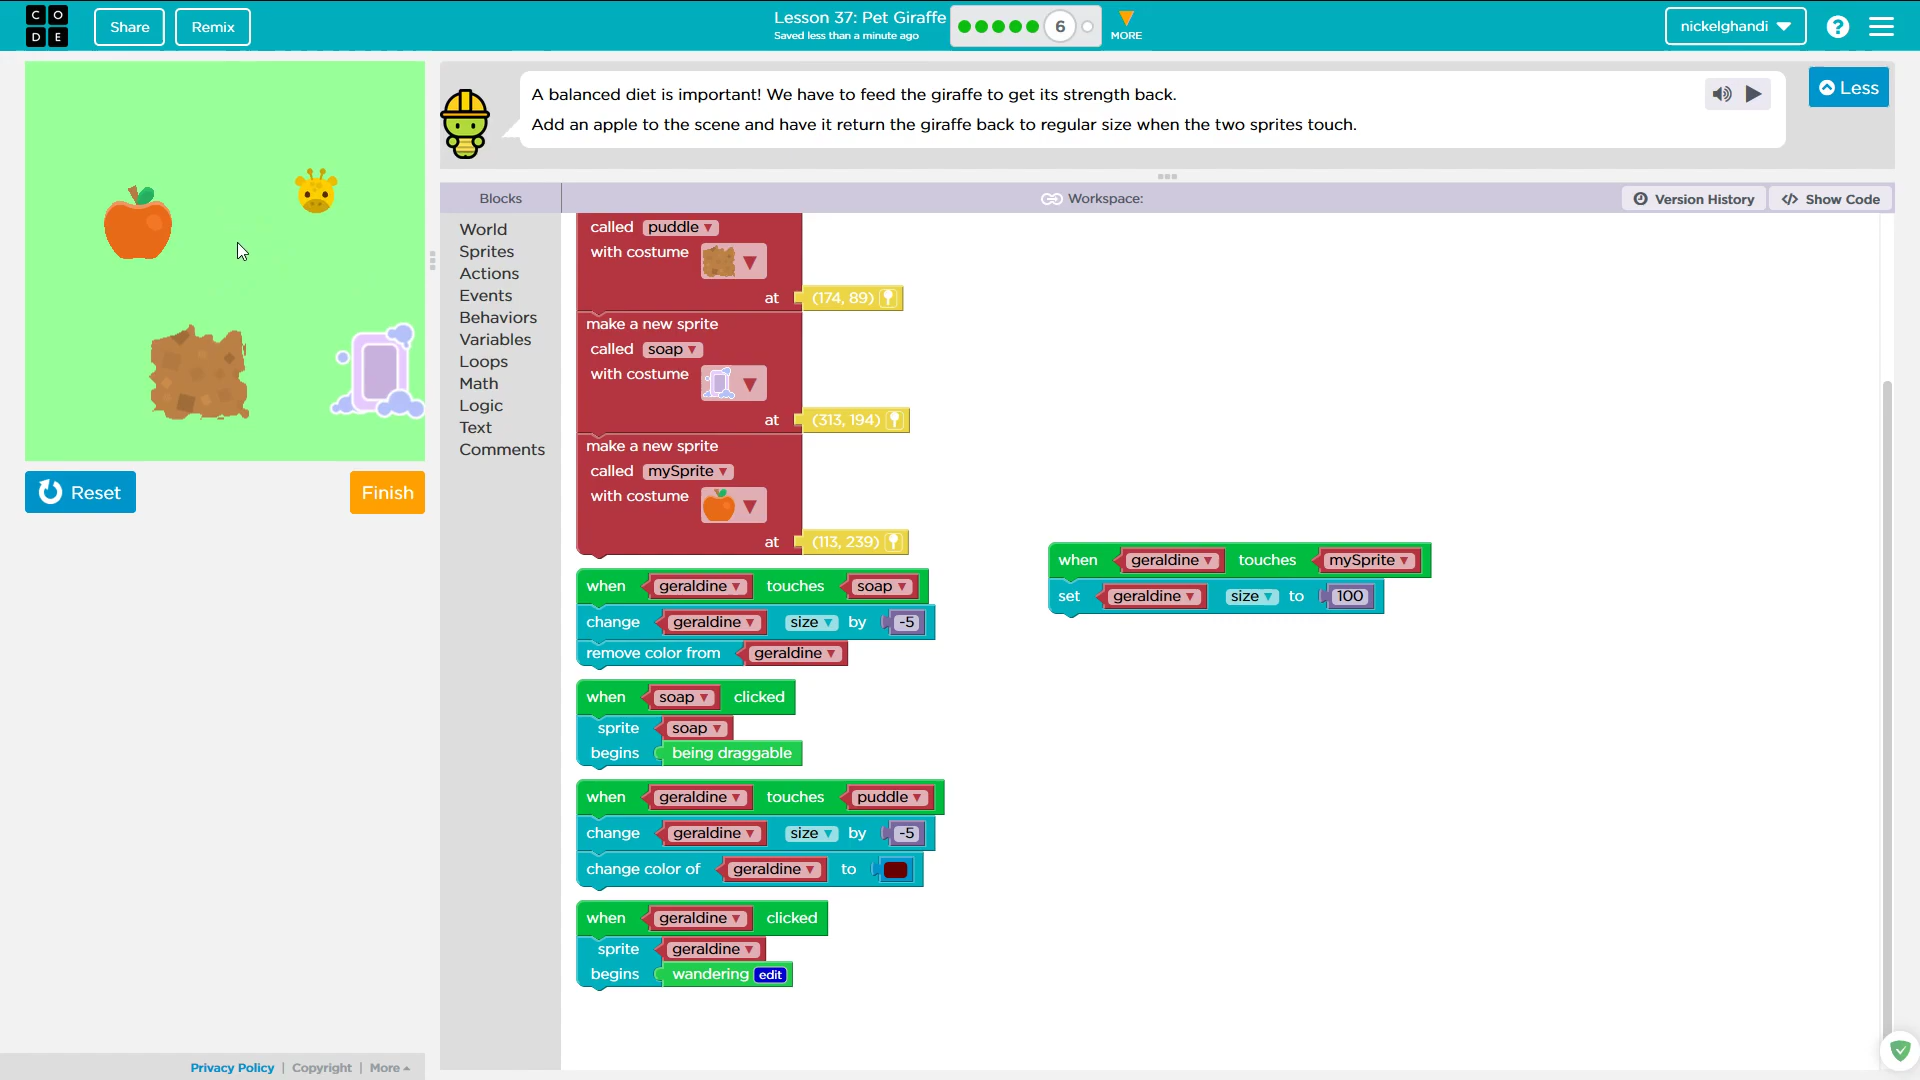 CODE
Share
Remix
Lesson 37: Pet Giraffe
Saved less than a minute ago
6
MORE
nickelghandi
?
A balanced diet is important! We have to feed the giraffe to get its strength back.
Add an apple to the scene and have it return the giraffe back to regular size when the two sprites touch.
Less
Blocks
Workspace:
Version History
</> Show Code
World
Sprites
Actions
Events
Behaviors
Variables
Loops
Math
Logic
Text
Comments
called puddle
with costume
at (174, 89)
make a new sprite
called soap
with costume
at (313, 194)
make a new sprite
called mySprite
with costume
at (113, 239)
when geraldine touches soap
change geraldine size by -5
remove color from geraldine
when soap clicked
sprite soap
begins being draggable
when geraldine touches puddle
change geraldine size by -5
change color of geraldine to
when geraldine clicked
sprite geraldine
begins wandering edit
when geraldine touches mySprite
set geraldine size to 100
Reset
Finish
Privacy Policy | Copyright | More